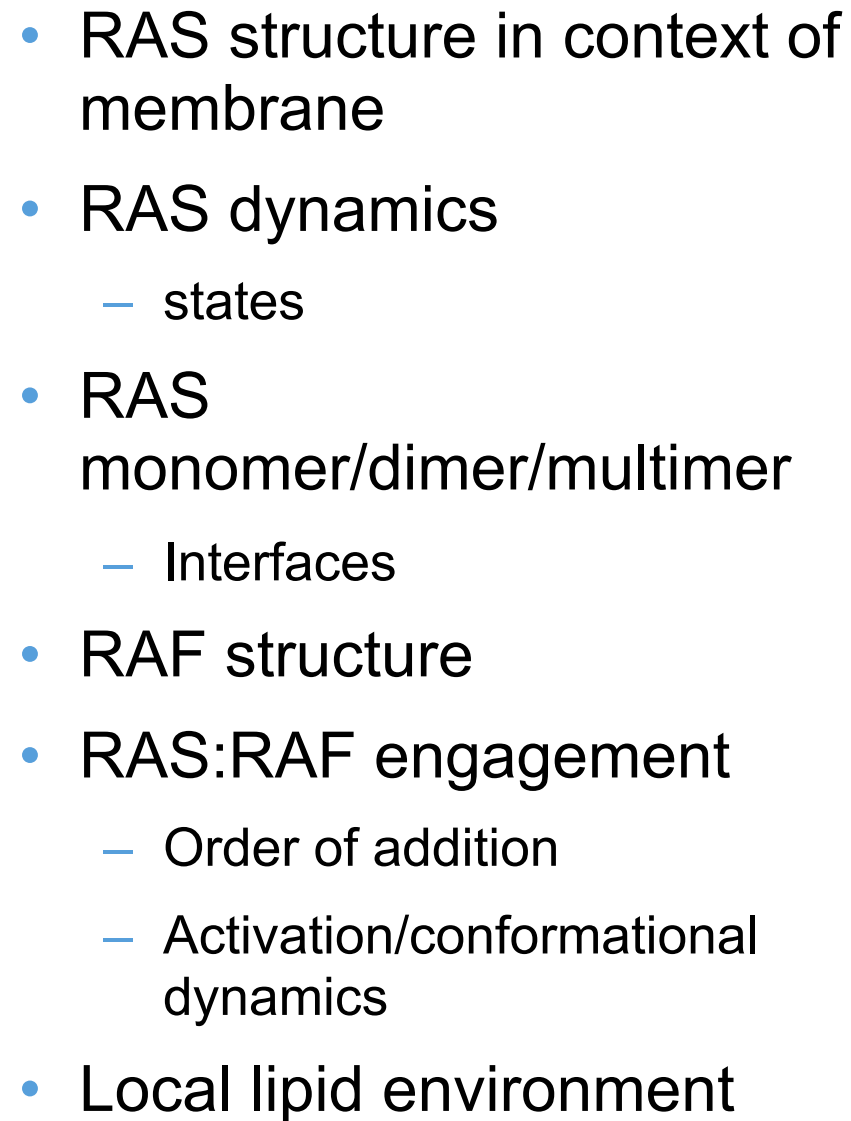 • RAS structure in context of
membrane
• RAS dynamics
– states
• RAS
monomer/dimer/multimer
– Interfaces
• RAF structure
• RAS:RAF engagement
– Order of addition
– Activation/conformational
dynamics
• Local lipid environment